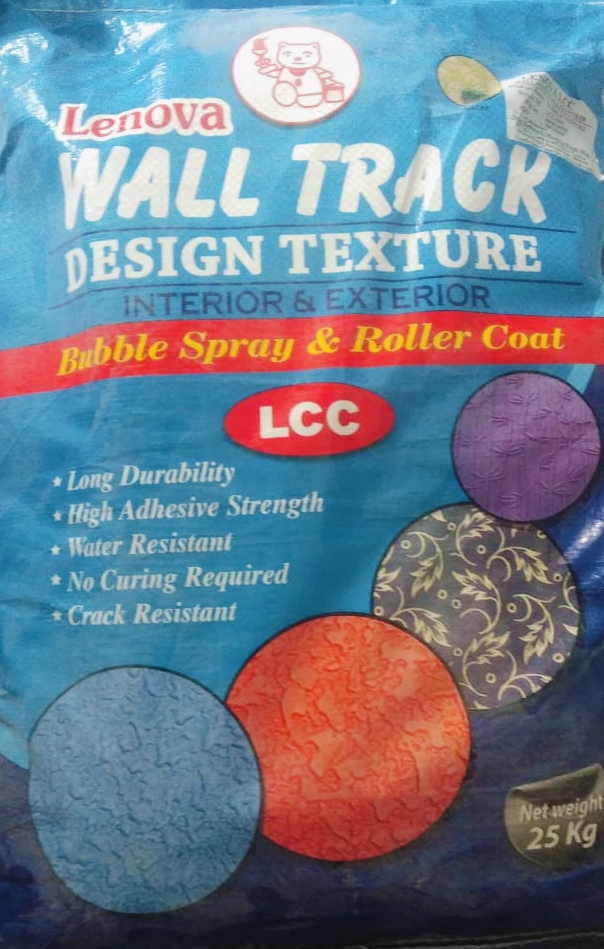 Lenova
WALL TRACK
DESIGN TEXTURE
INTERIOR & EXTERIOR
Bubble Spray & Roller Coat
LCC
★ Long Durability
★ High Adhesive Strength
★ Water Resistant
★ No Curing Required
★ Crack Resistant
Net weight
25 Kg